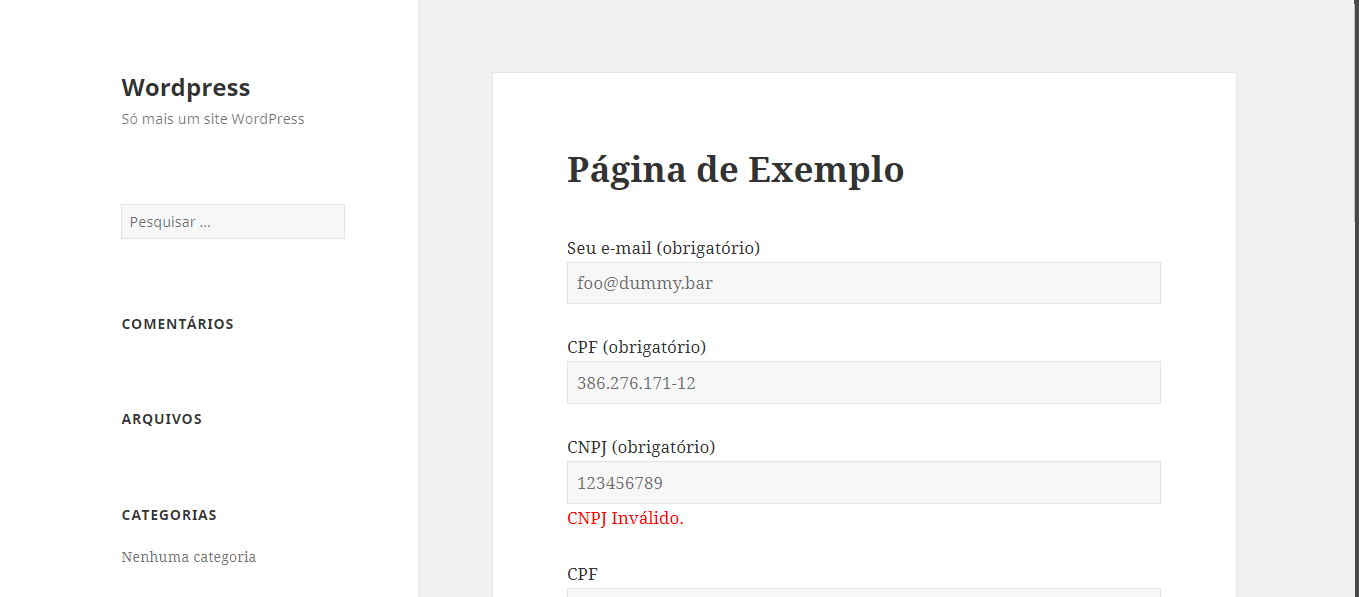 Wordpress
Só mais um site WordPress
Pesquisar ...
COMENTÁRIOS
ARQUIVOS
CATEGORIAS
Nenhuma categoria
Página de Exemplo
Seu e-mail (obrigatório)
foo@dummy.bar
CPF (obrigatório)
386.276.171-12
CNPJ (obrigatório)
123456789
CNPJ Inválido.
CPF